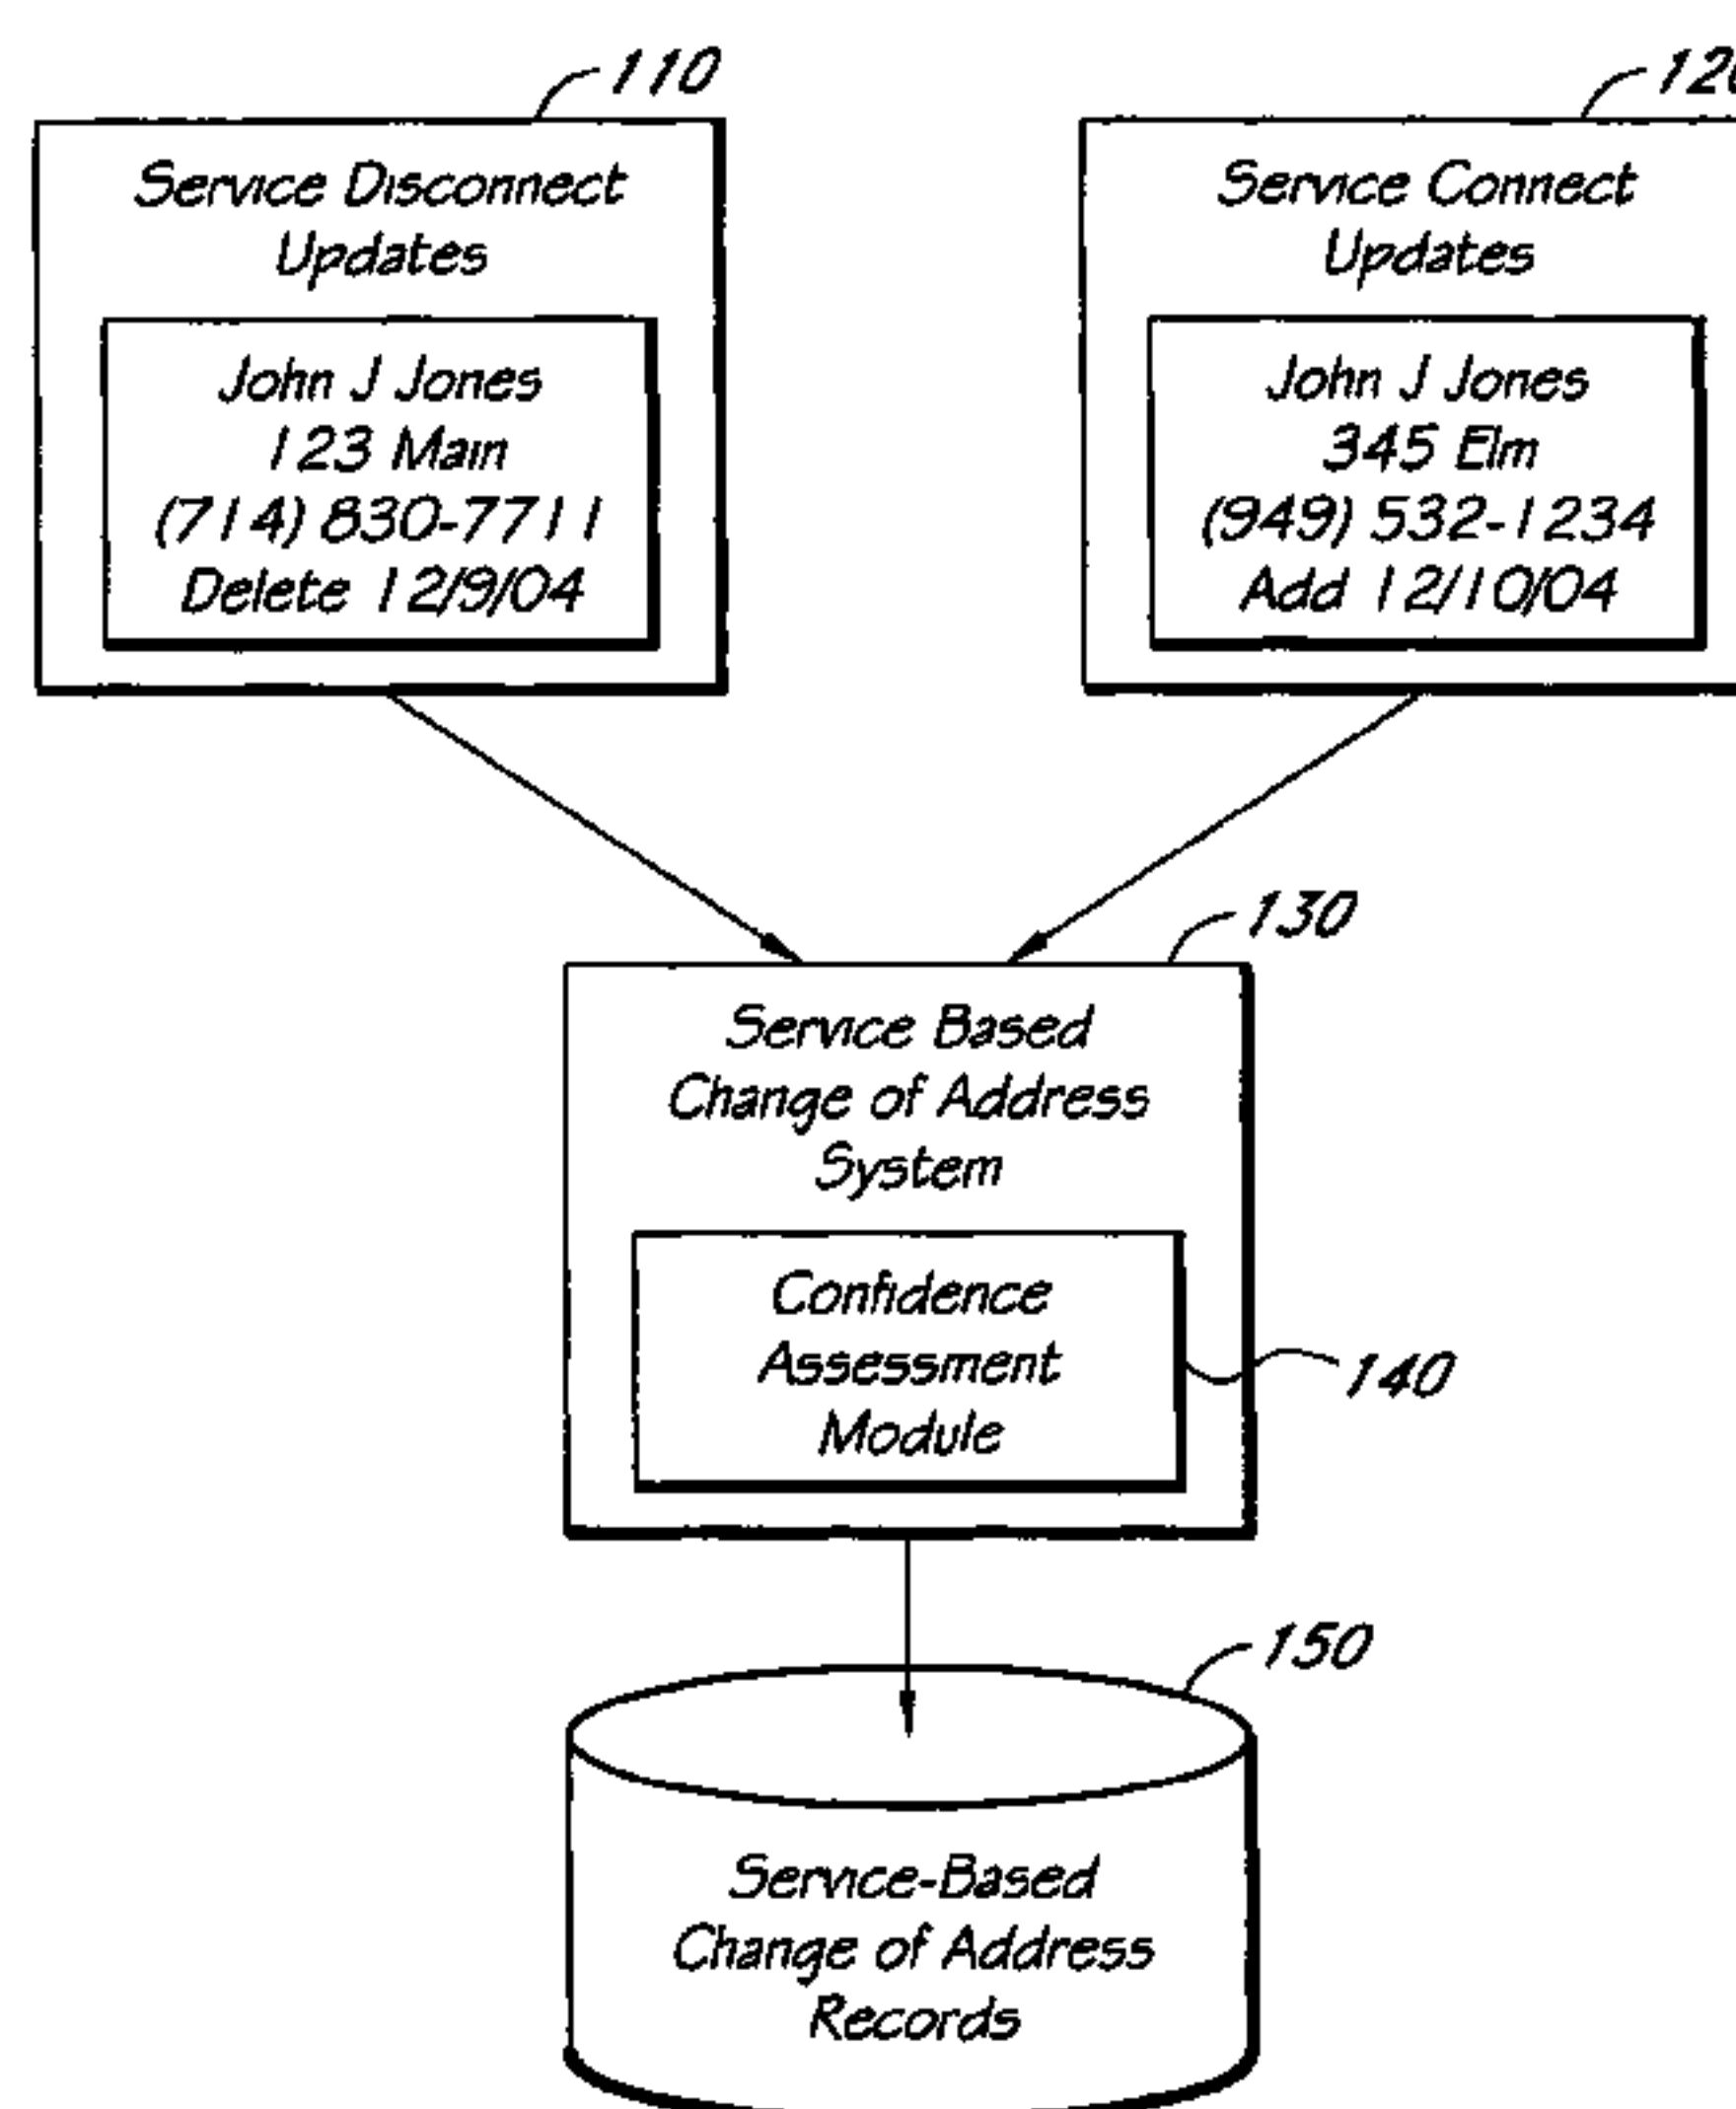 110
Service Disconnect
Updates
John J Jones
123 Main
(714) 830-7711
Delete 12/9/04
Service Connect
Updates
John J Jones
345 Elm
(949) 532-1234
Add 12/10/04
130
Service Based
Change of Address
System
Confidence
Assessment
Module
140
150
Service-Based
Change of Address
Records